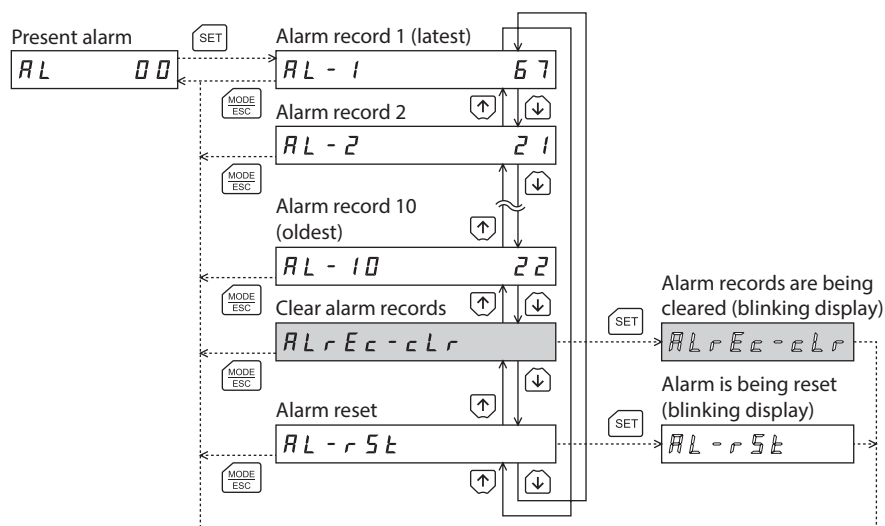 Present alarm
SET
Alarm record 1 (latest)
AL 00
AL-1 67
MODE
ESC
Alarm record 2
AL-2 21
MODE
ESC
Alarm record 10
(oldest)
AL-10 22
MODE
ESC
Clear alarm records
SET
Alarm records are being
cleared (blinking display)
ALrEc-cLr
ALrEc-cLr
MODE
ESC
Alarm reset
SET
Alarm is being reset
(blinking display)
AL-rSt
AL-rSt
MODE
ESC